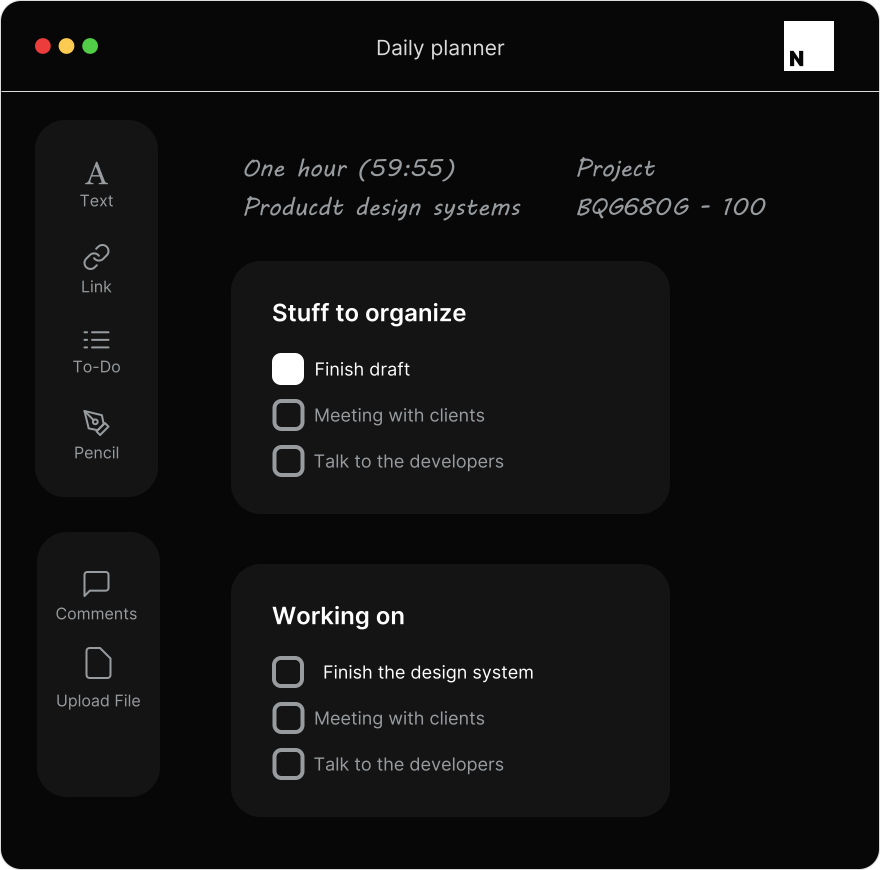 Daily planner
N
Text
Link
To-Do
Pencil
Comments
Upload File
One hour (59:55)
Producdt design systems
Project
BQG680G - 100
Stuff to organize
Finish draft
Meeting with clients
Talk to the developers
Working on
Finish the design system
Meeting with clients
Talk to the developers